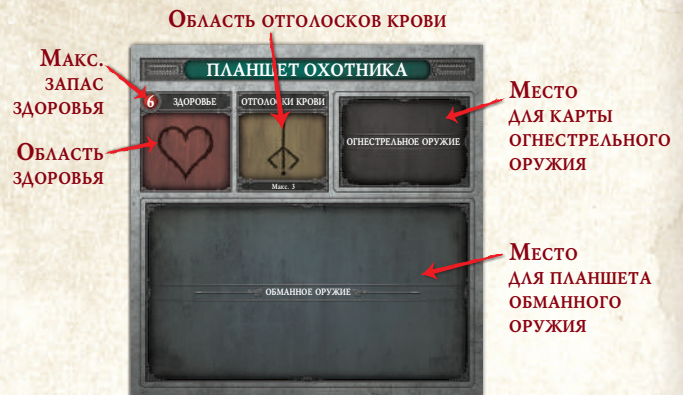 Область отголосков крови
Макс.
запас
здоровья
Область
здоровья
Планшет охотника
6 Здоровье
Отголоски крови
Макс. 3
Огнестрельное оружие
Обманное оружие
Место
для карты
огнестрельного
оружия
Место
для планшета
обманного
оружия